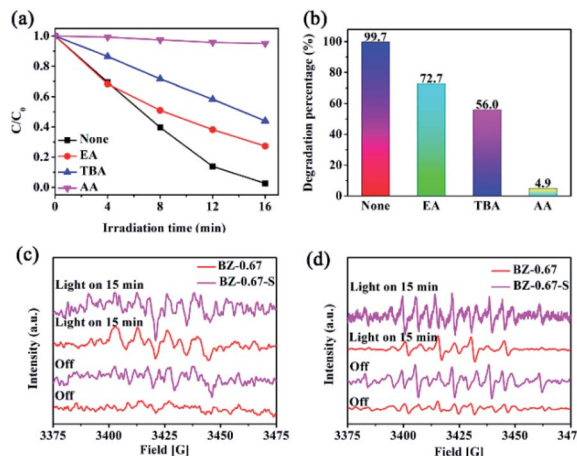 (a)
C/C0
1.0
0.8
0.6
0.4
0.2
0.0
None
EA
TBA
AA
0 4 8 12 16
Irradiation time (min)
(b)
Degradation percentage (%)
100
80
60
40
20
0
99.7
72.7
56.0
4.9
None EA TBA AA
(c)
Intensity (a.u.)
BZ-0.67
BZ-0.67-S
Light on 15 min
Light on 15 min
Off
Off
3375 3400 3425 3450 3475
Field [G]
(d)
Intensity (a.u.)
BZ-0.67
BZ-0.67-S
Light on 15 min
Light on 15 min
Off
Off
3375 3400 3425 3450 347
Field [G]